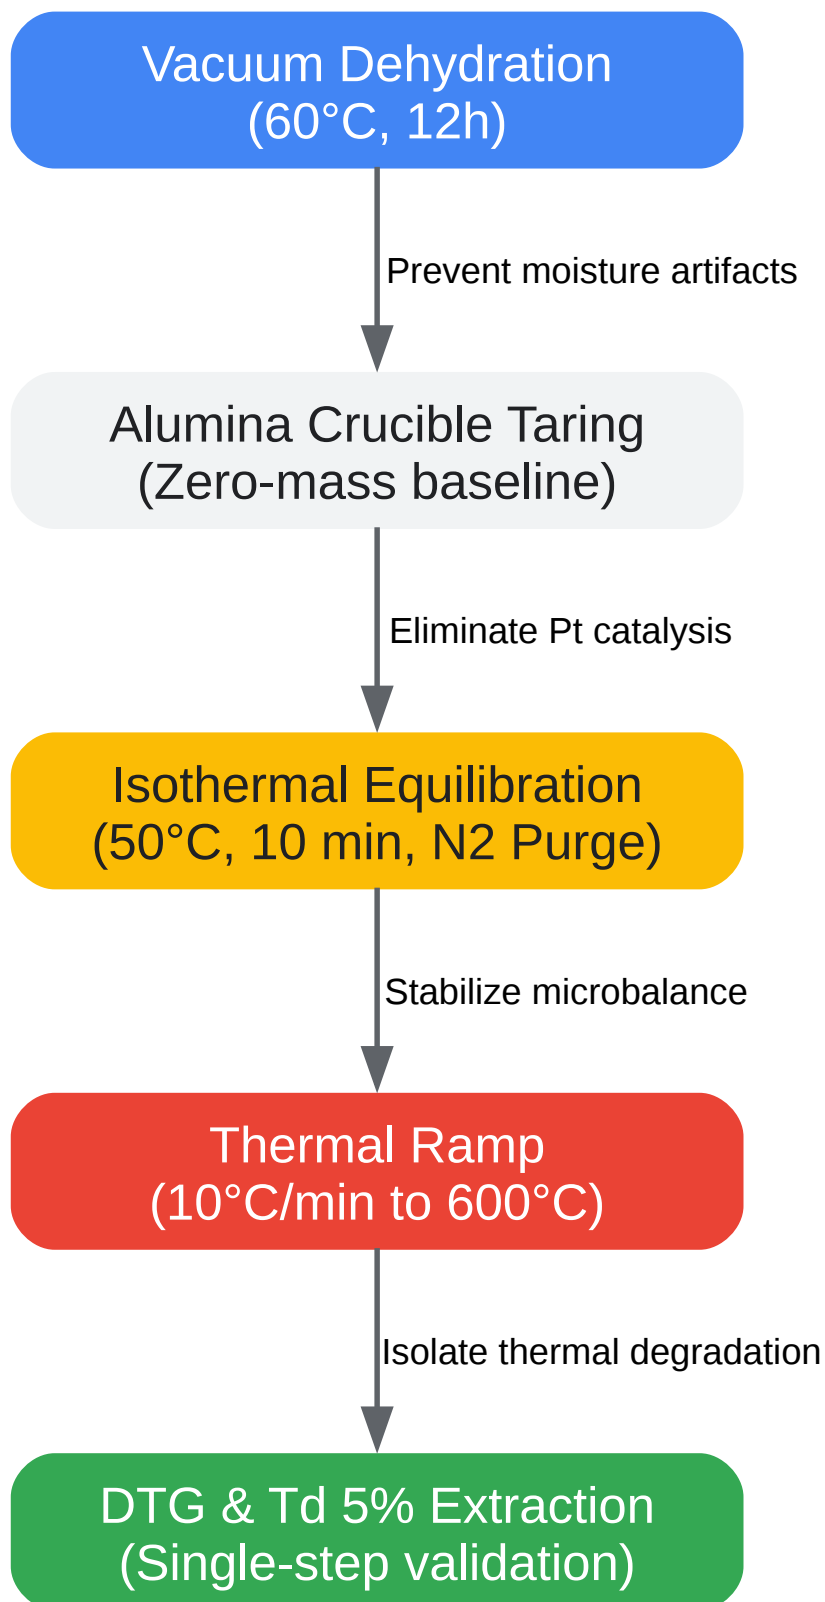 Vacuum Dehydration
(60°C, 12h)
Prevent moisture artifacts
Alumina Crucible Taring
(Zero-mass baseline)
Eliminate Pt catalysis
Isothermal Equilibration
(50°C, 10 min, N2 Purge)
Stabilize microbalance
Thermal Ramp
(10°C/min to 600°C)
Isolate thermal degradation
DTG & Td 5% Extraction
(Single-step validation)